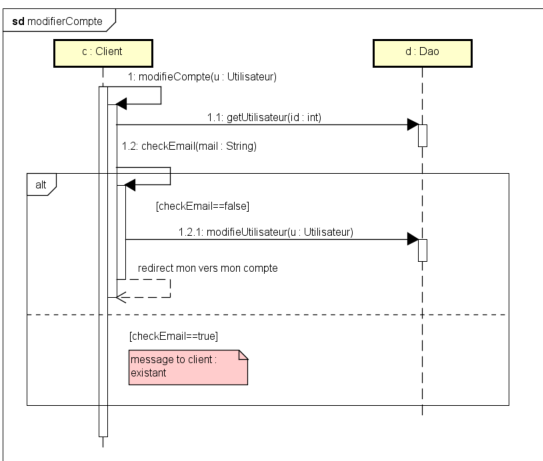 sd modifierCompte
c : Client
d : Dao
1: modifieCompte(u : Utilisateur)
1.1: getUtilisateur(id : int)
1.2: checkEmail(mail : String)
alt
[checkEmail==false]
1.2.1: modifieUtilisateur(u : Utilisateur)
redirect mon vers mon compte
[checkEmail==true]
message to client :
existant